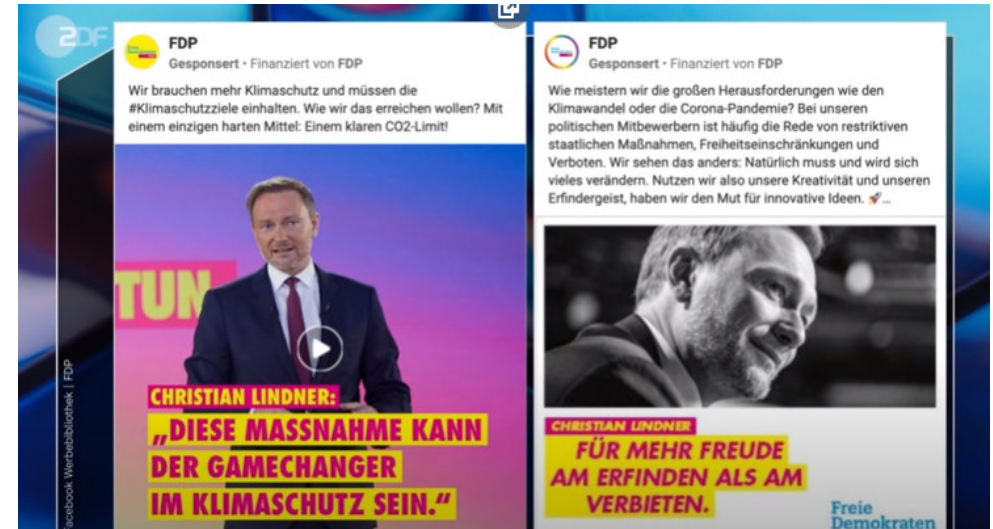 ZDF
FDP
Gesponsert • Finanziert von FDP
Wir brauchen mehr Klimaschutz und müssen die
#Klimaschutzziele einhalten. Wie wir das erreichen wollen? Mit
einem einzigen harten Mittel: Einem klaren CO2-Limit!
TUN
CHRISTIAN LINDNER:
„DIESE MASSNAHME KANN
DER GAMECHANGER
IM KLIMASCHUTZ SEIN.“
FDP
Gesponsert • Finanziert von FDP
Wie meistern wir die großen Herausforderungen wie den
Klimawandel oder die Corona-Pandemie? Bei unseren
politischen Mitbewerbern ist häufig die Rede von restriktiven
staatlichen Maßnahmen, Freiheitseinschränkungen und
Verboten. Wir sehen das anders: Natürlich muss und wird sich
vieles verändern. Nutzen wir also unsere Kreativität und unseren
Erfindergeist, haben wir den Mut für innovative Ideen. 🚀...
CHRISTIAN LINDNER
FÜR MEHR FREUDE
AM ERFINDEN ALS AM
VERBIETEN.
Freie
Demokraten
acebook Werbebibliothek | FDP